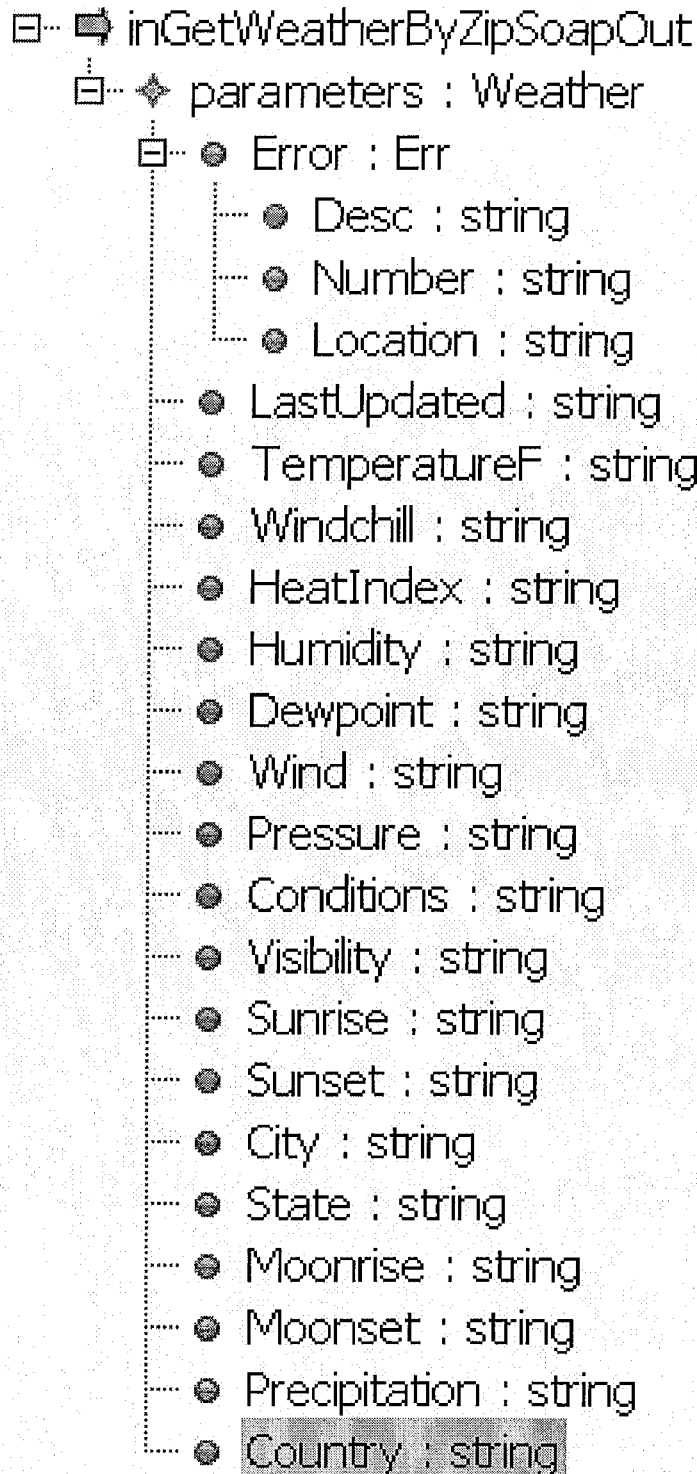 inGetWeatherByZipSoapOut
parameters : Weather
Error : Err
Desc : string
Number : string
Location : string
LastUpdated : string
TemperatureF : string
Windchill : string
HeatIndex : string
Humidity : string
Dewpoint : string
Wind : string
Pressure : string
Conditions : string
Visibility : string
Sunrise : string
Sunset : string
City : string
State : string
Moonrise : string
Moonset : string
Precipitation : string
Country : string